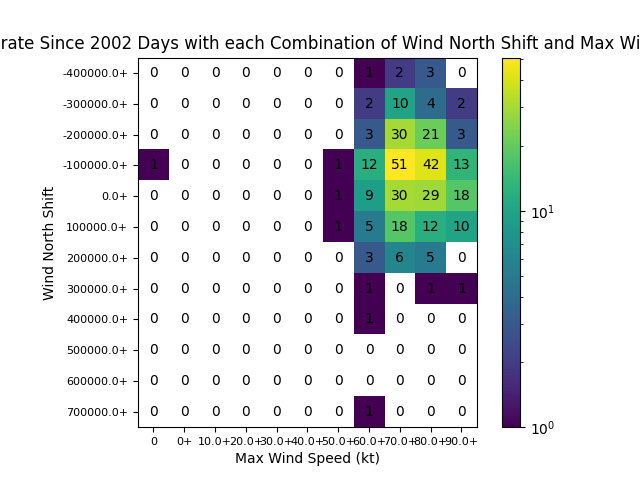 rate Since 2002 Days with each Combination of Wind North Shift and Max Wi
-400000.0+ 0 0 0 0 0 0 0 1 2 3 0
-300000.0+ 0 0 0 0 0 0 0 2 10 4 2
-200000.0+ 0 0 0 0 0 0 0 3 30 21 3
-100000.0+ 1 0 0 0 0 0 1 12 51 42 13
0.0+ 0 0 0 0 0 0 1 9 30 29 18
100000.0+ 0 0 0 0 0 0 1 5 18 12 10
200000.0+ 0 0 0 0 0 0 0 3 6 5 0
300000.0+ 0 0 0 0 0 0 0 1 0 1 1
400000.0+ 0 0 0 0 0 0 0 1 0 0 0
500000.0+ 0 0 0 0 0 0 0 0 0 0 0
600000.0+ 0 0 0 0 0 0 0 0 0 0 0
700000.0+ 0 0 0 0 0 0 0 1 0 0 0
0 0+ 10.0+ 20.0+ 30.0+ 40.0+ 50.0+ 60.0+ 70.0+ 80.0+ 90.0+
Max Wind Speed (kt)
Wind North Shift
10¹
10⁰